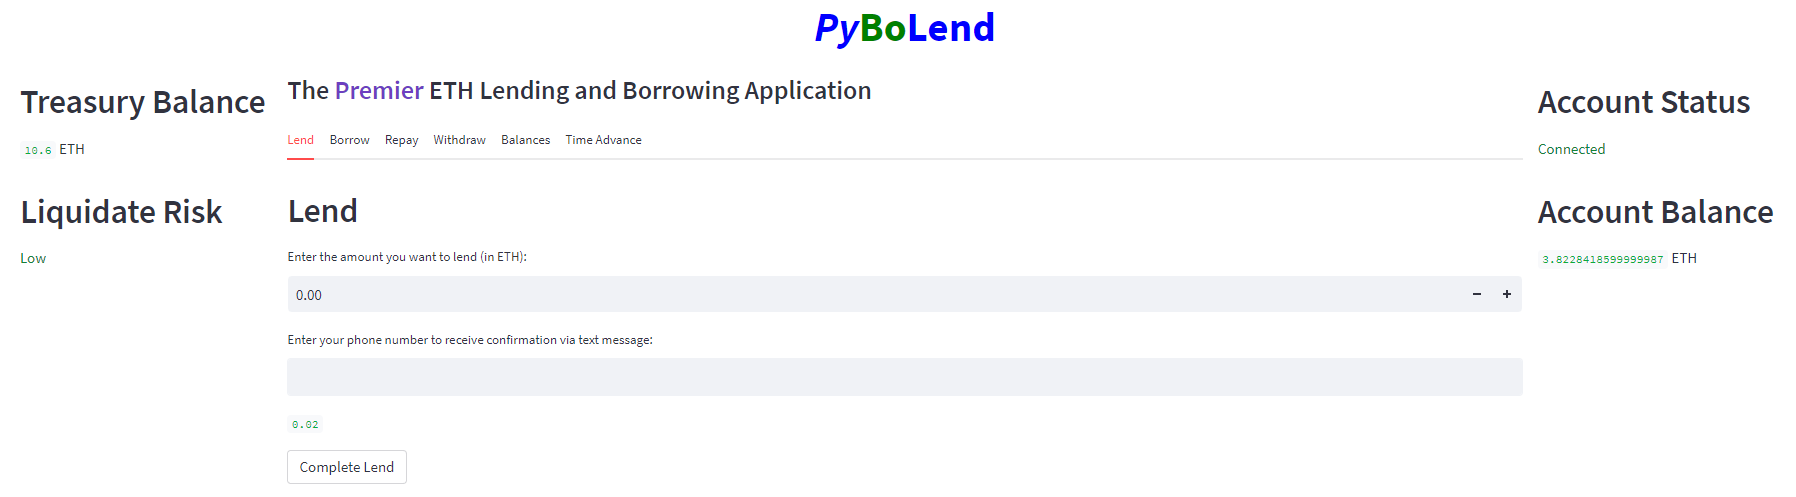 PyBoLend
Treasury Balance
10.6 ETH
Liquidate Risk
Low
The Premier ETH Lending and Borrowing Application
Lend Borrow Repay Withdraw Balances Time Advance
Lend
Enter the amount you want to lend (in ETH):
0.00 − +
Enter your phone number to receive confirmation via text message:
0.02
Complete Lend
Account Status
Connected
Account Balance
3.8228418599999987 ETH